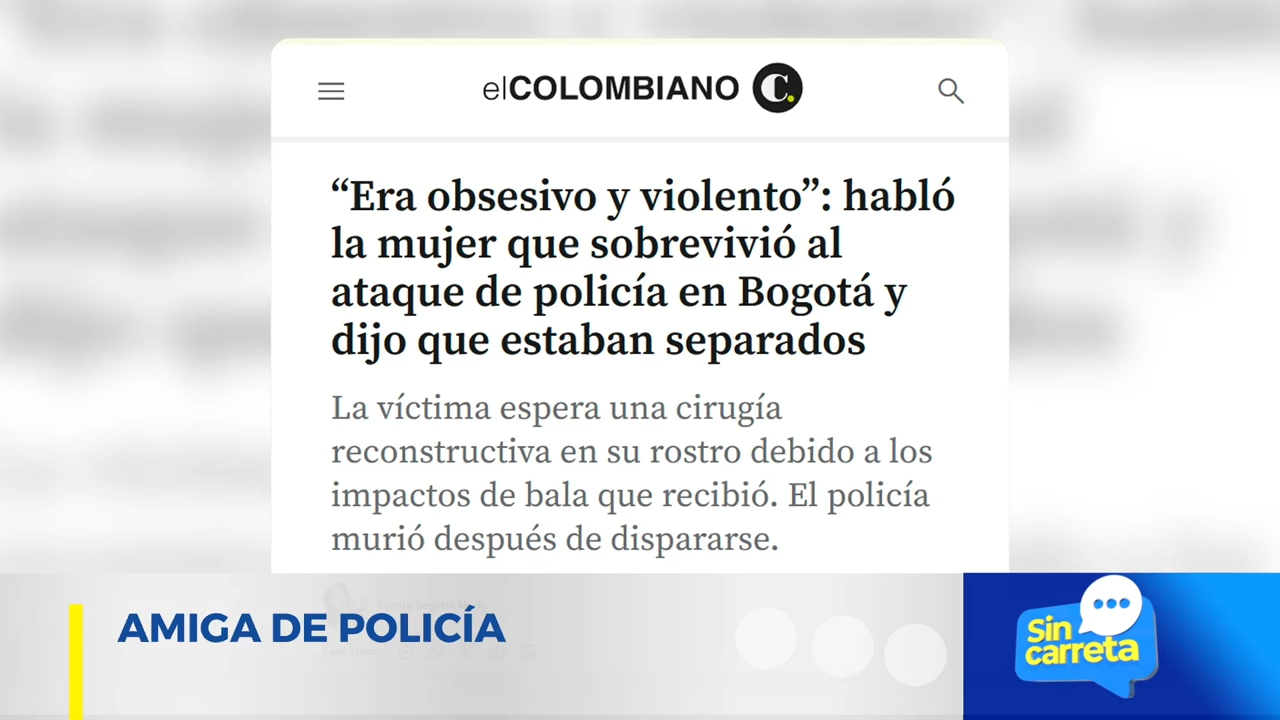 elCOLOMBIANO C.
“Era obsesivo y violento”: habló
la mujer que sobrevivió al
ataque de policía en Bogotá y
dijo que estaban separados
La víctima espera una cirugía
reconstructiva en su rostro debido a los
impactos de bala que recibió. El policía
murió después de dispararse.
AMIGA DE POLICÍA
Sin
carreta